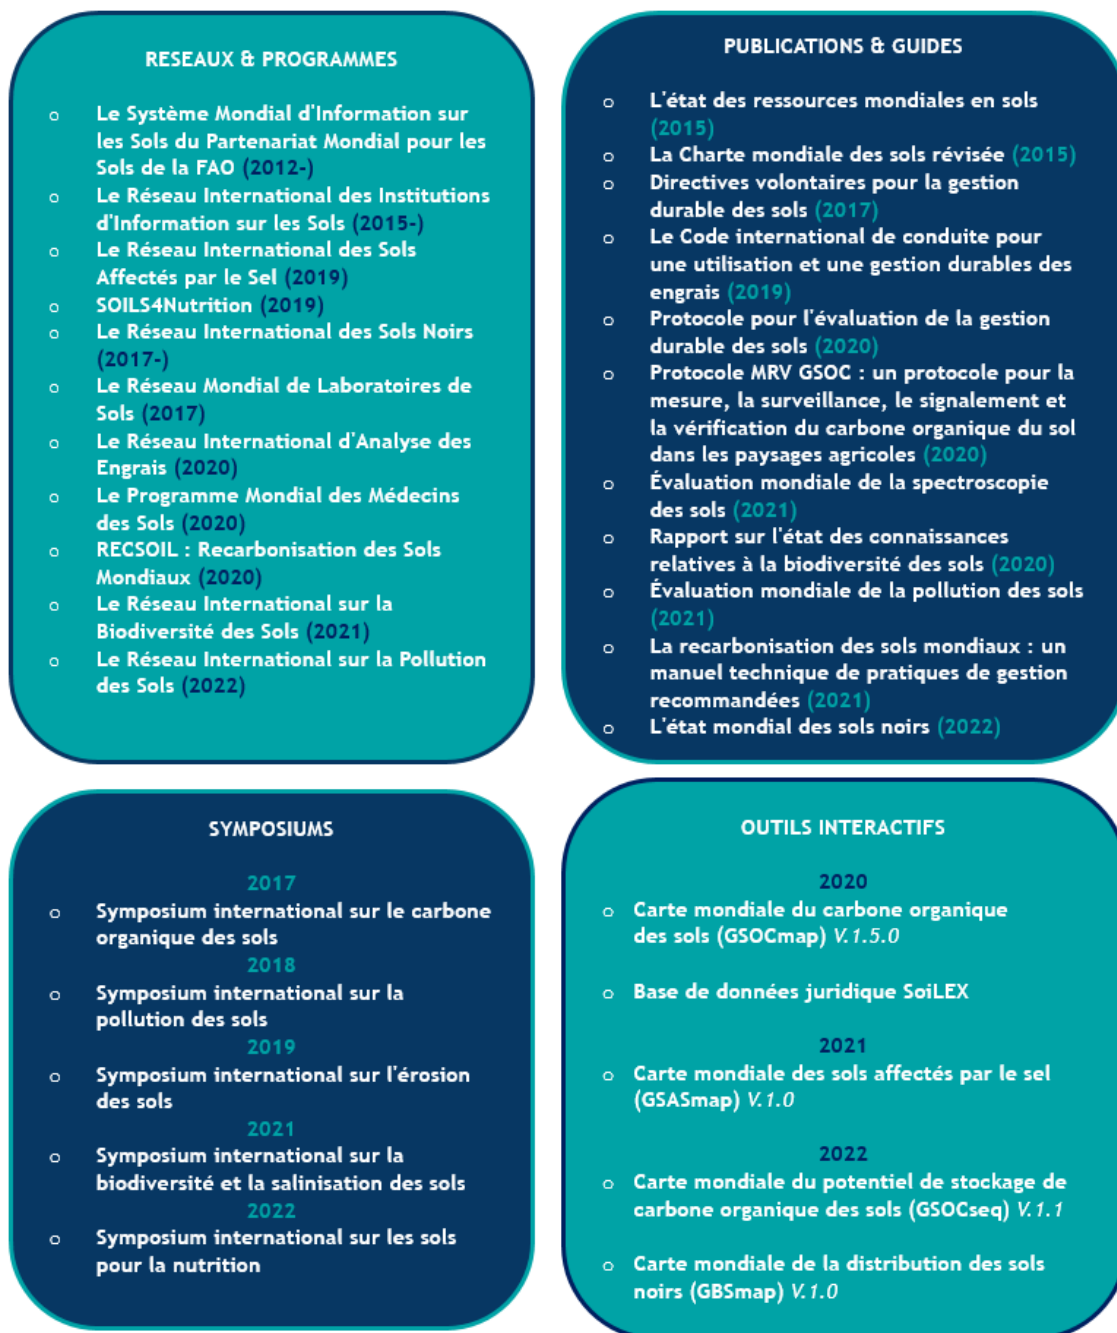 RESEAUX & PROGRAMMES
o Le Système Mondial d'Information sur
les Sols du Partenariat Mondial pour les
Sols de la FAO (2012-)
o Le Réseau International des Institutions
d'Information sur les Sols (2015-)
o Le Réseau International des Sols
Affectés par le Sel (2019)
o SOILS4Nutrition (2019)
o Le Réseau International des Sols Noirs
(2017-)
o Le Réseau Mondial de Laboratoires de
Sols (2017)
o Le Réseau International d'Analyse des
Engrais (2020)
o Le Programme Mondial des Médecins
des Sols (2020)
o RECSOIL : Recarbonisation des Sols
Mondiaux (2020)
o Le Réseau International sur la
Biodiversité des Sols (2021)
o Le Réseau International sur la Pollution
des Sols (2022)
PUBLICATIONS & GUIDES
o L'état des ressources mondiales en sols
(2015)
o La Charte mondiale des sols révisée (2015)
o Directives volontaires pour la gestion
durable des sols (2017)
o Le Code international de conduite pour
une utilisation et une gestion durables des
engrais (2019)
o Protocole pour l'évaluation de la gestion
durable des sols (2020)
o Protocole MRV GSOC : un protocole pour la
mesure, la surveillance, le signalement et
la vérification du carbone organique du sol
dans les paysages agricoles (2020)
o Évaluation mondiale de la spectroscopie
des sols (2021)
o Rapport sur l'état des connaissances
relatives à la biodiversité des sols (2020)
o Évaluation mondiale de la pollution des sols
(2021)
o La recarbonisation des sols mondiaux : un
manuel technique de pratiques de gestion
recommandées (2021)
o L'état mondial des sols noirs (2022)
SYMPOSIUMS
2017
o Symposium international sur le carbone
organique des sols
2018
o Symposium international sur la
pollution des sols
2019
o Symposium international sur l'érosion
des sols
2021
o Symposium international sur la
biodiversité et la salinisation des sols
2022
o Symposium international sur les sols
pour la nutrition
OUTILS INTERACTIFS
2020
o Carte mondiale du carbone organique
des sols (GSOCmap) V.1.5.0
o Base de données juridique SoiLEX
2021
o Carte mondiale des sols affectés par le sel
(GSASmap) V.1.0
2022
o Carte mondiale du potentiel de stockage de
carbone organique des sols (GSOCseq) V.1.1
o Carte mondiale de la distribution des sols
noirs (GBSmap) V.1.0